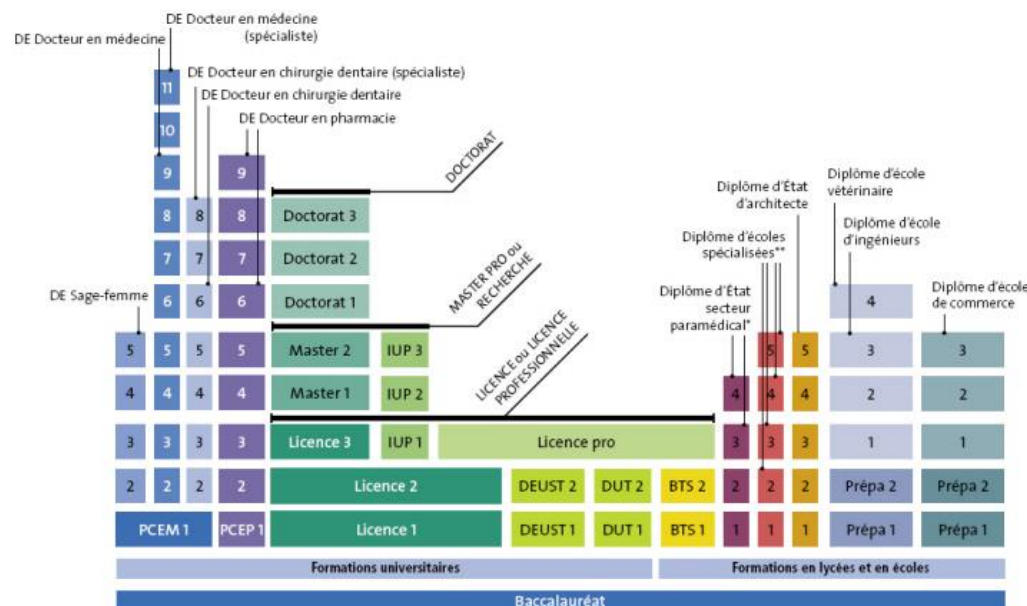 DE Docteur en médecine
(spécialiste)
DE Docteur en médecine
DE Docteur en chirurgie dentaire (spécialiste)
DE Docteur en chirurgie dentaire
DE Docteur en pharmacie
DOCTORAT
MASTER PRO ou
RECHERCHE
LICENCE ou LICENCE
PROFESSIONNELLE
DE Sage-femme
Diplôme d'État
secteur
paramédical*
Diplôme d'écoles
spécialisées**
Diplôme d'État
d'architecte
Diplôme d'école
vétérinaire
Diplôme d'école
d'ingénieurs
Diplôme d'école
de commerce
11
10
9 9
8 8 8 Doctorat 3
7 7 7 Doctorat 2
6 6 6 Doctorat 1 4
5 5 5 5 Master 2 IUP 3 5 5 3 3
4 4 4 4 Master 1 IUP 2 4 4 4 2 2
3 3 3 3 Licence 3 IUP 1 Licence pro 3 3 3 1 1
2 2 2 2 Licence 2 DEUST 2 DUT 2 BTS 2 2 2 2 Prépa 2 Prépa 2
PCEM 1 PCEP 1 Licence 1 DEUST 1 DUT 1 BTS 1 1 1 1 Prépa 1 Prépa 1
Formations universitaires Formations en lycées et en écoles
Baccalauréat